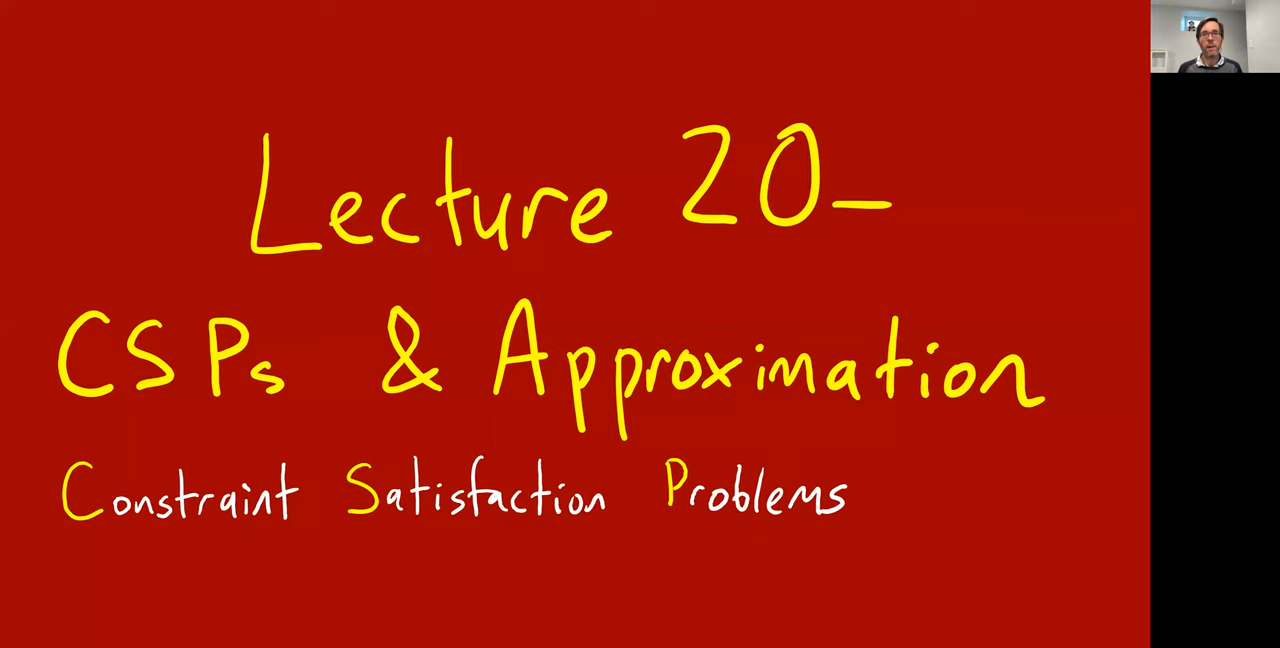 Lecture 20-
CSPs & Approximation
Constraint Satisfaction Problems